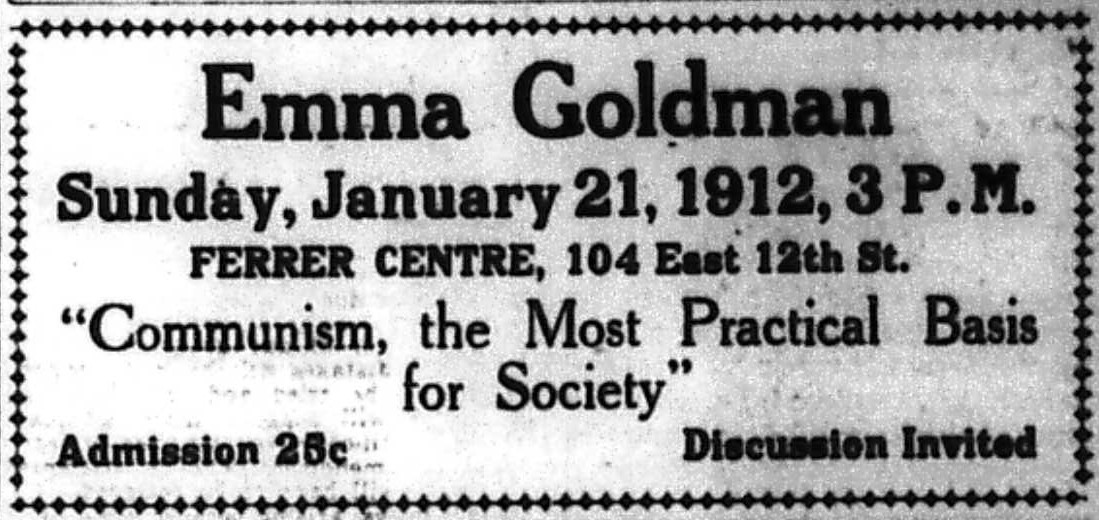 Emma Goldman
Sunday, January 21, 1912, 3 P.M.
FERRER CENTRE, 104 East 12th St.
"Communism, the Most Practical Basis
for Society"
Admission 25c
Discussion Invited